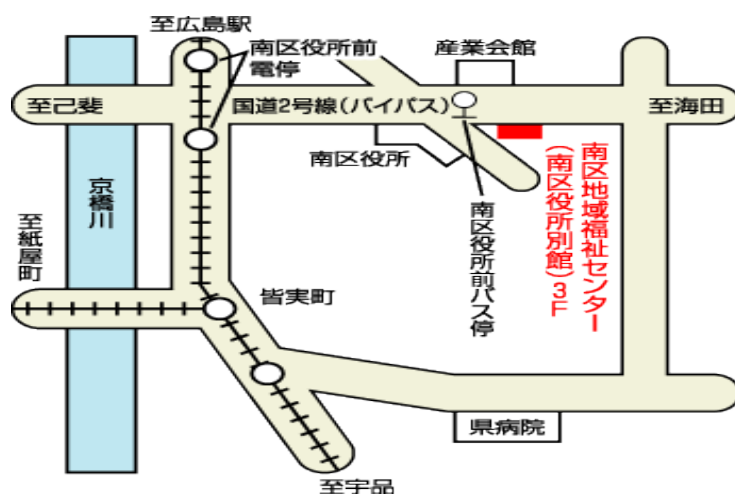 至広島駅
南区役所前
電停
産業会館
至己斐
国道2号線(バイパス)
至海田
南区役所
京橋川
至紙屋町
南区役所前バス停
南区地域福祉センター
(南区役所別館)3F
皆実町
県病院
至宇品